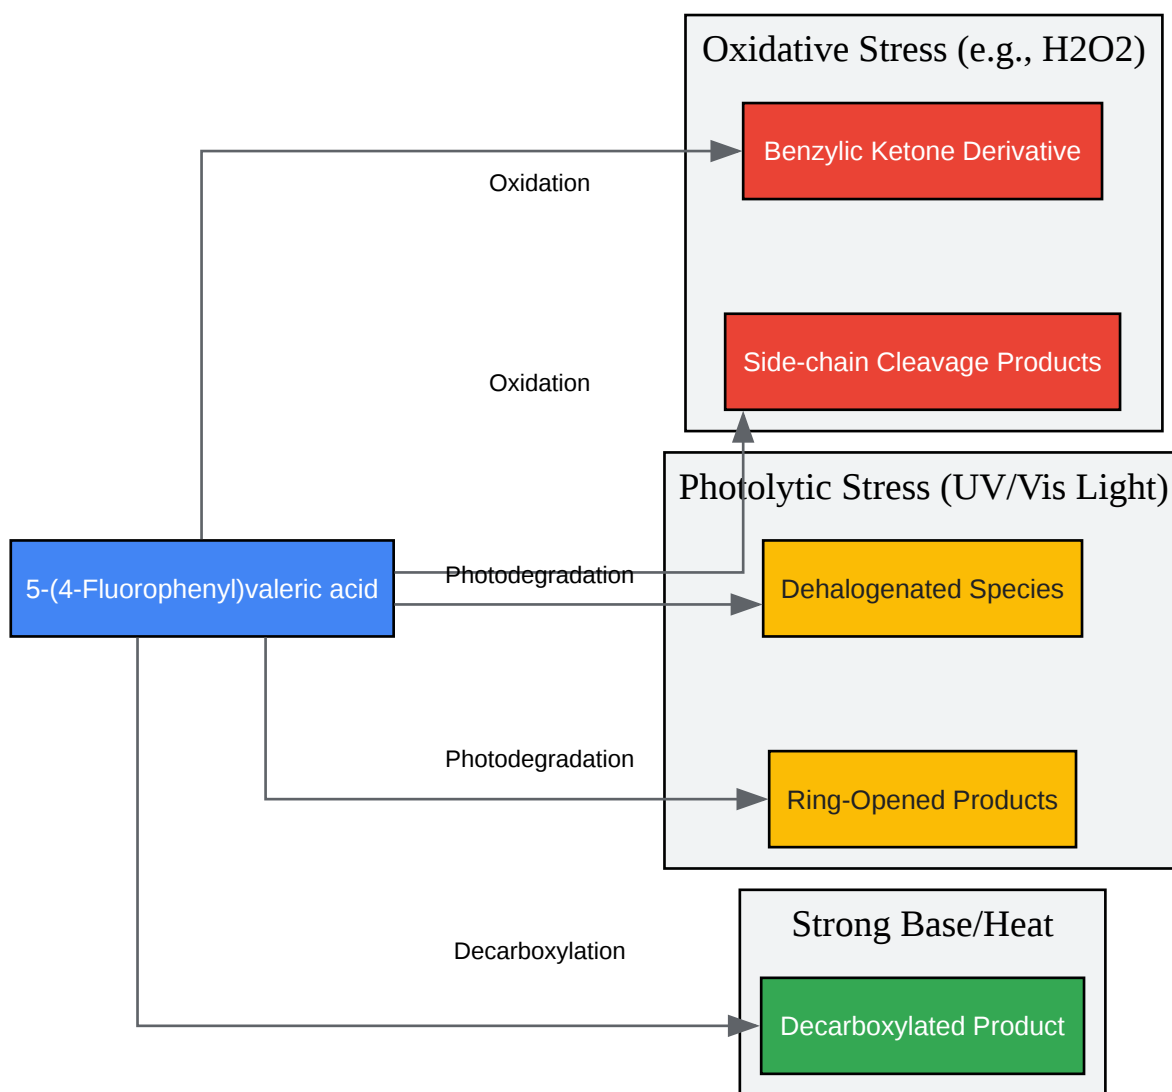 Oxidative Stress (e.g., H2O2)
Benzylic Ketone Derivative
Oxidation
Side-chain Cleavage Products
Oxidation
Photolytic Stress (UV/Vis Light)
5-(4-Fluorophenyl)valeric acid
Photodegradation
Dehalogenated Species
Photodegradation
Ring-Opened Products
Strong Base/Heat
Decarboxylation
Decarboxylated Product